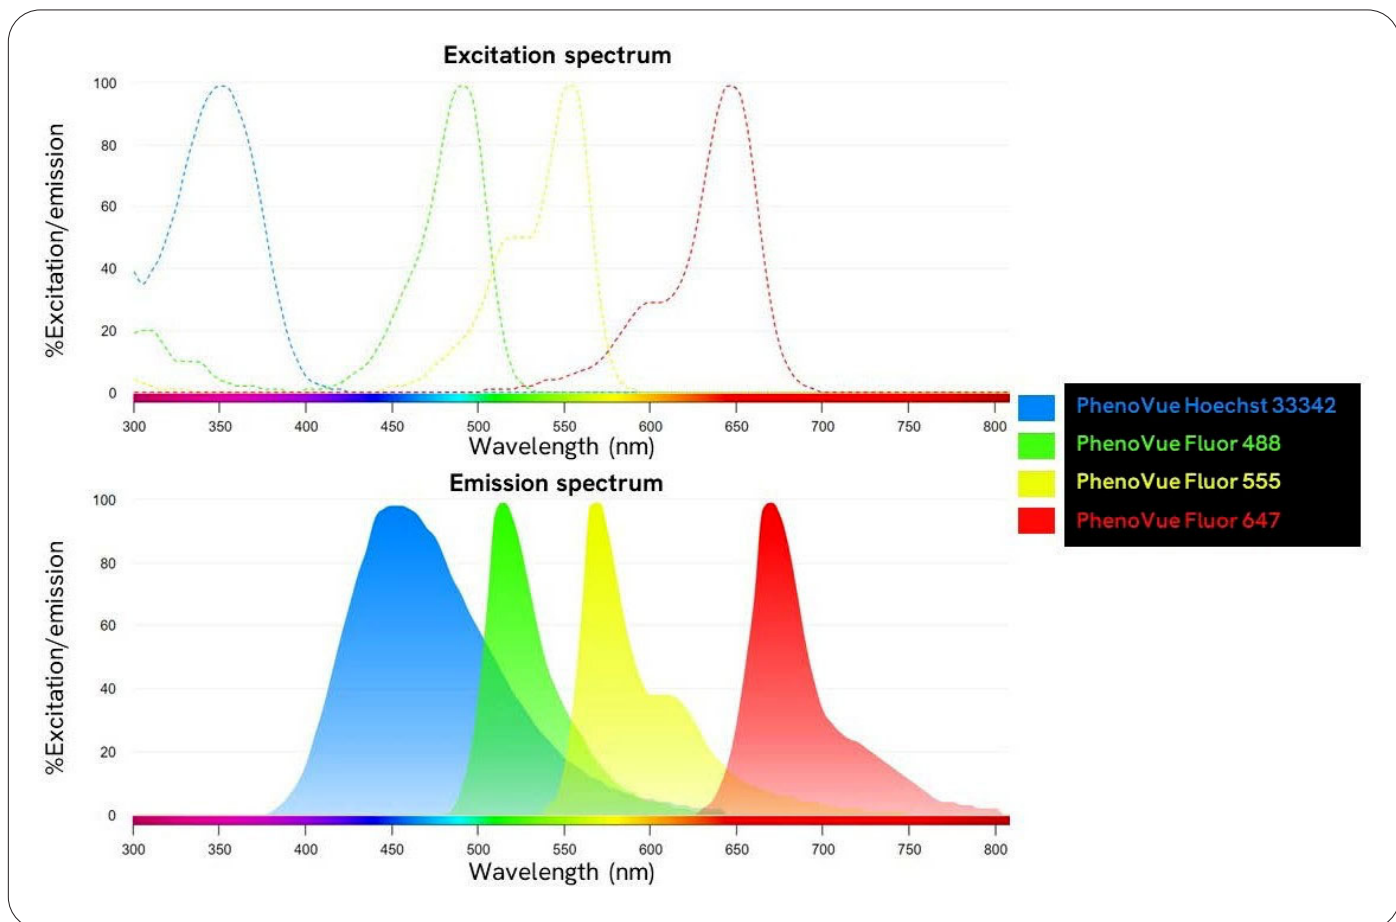 Excitation spectrum
%Excitation/emission
100
80
60
40
20
0
300 350 400 450 500 550 600 650 700 750 800
Wavelength (nm)
PhenoVue Hoechst 33342
PhenoVue Fluor 488
PhenoVue Fluor 555
PhenoVue Fluor 647
Emission spectrum
%Excitation/emission
100
80
60
40
20
0
300 350 400 450 500 550 600 650 700 750 800
Wavelength (nm)